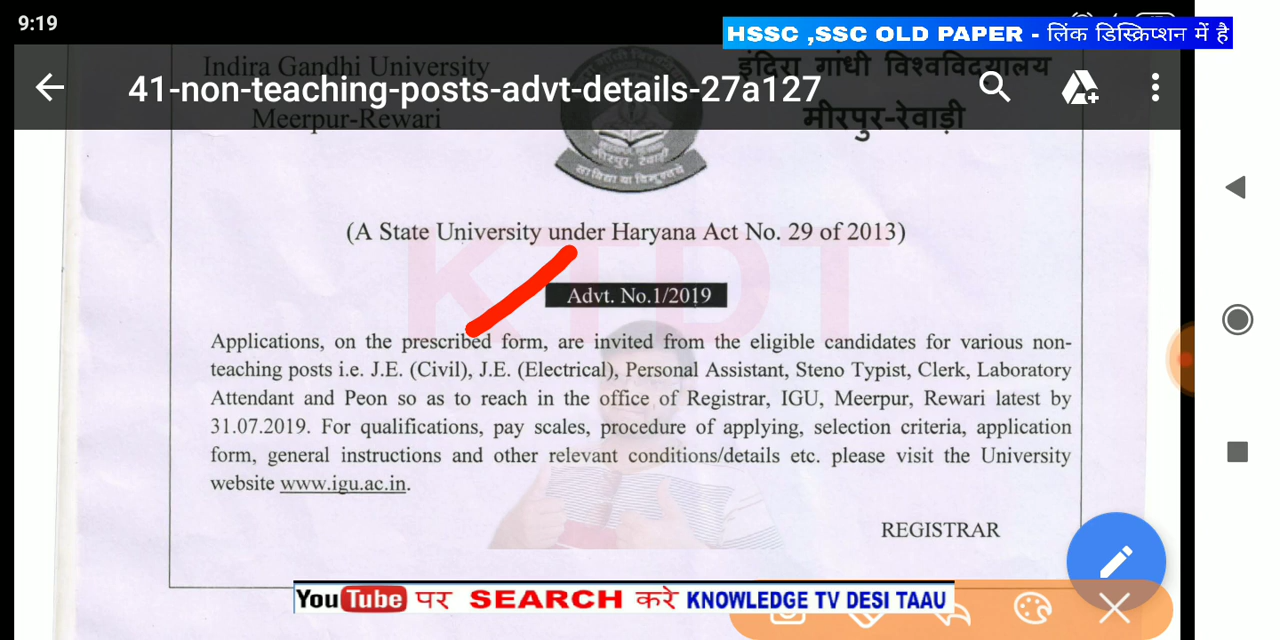 9:19
HSSC ,SSC OLD PAPER - लिंक डिस्क्रिप्शन में है
41-non-teaching-posts-advt-details-27a127
Indira Gandhi University
Meerpur-Rewari
इंदिरा गांधी विश्वविद्यालय
मीरपुर-रेवाड़ी
मीरपुर, रेवाड़ी
सा विद्या या विमुक्तये
(A State University under Haryana Act No. 29 of 2013)
KTDT
Advt. No.1/2019
Applications, on the prescribed form, are invited from the eligible candidates for various non-
teaching posts i.e. J.E. (Civil), J.E. (Electrical), Personal Assistant, Steno Typist, Clerk, Laboratory
Attendant and Peon so as to reach in the office of Registrar, IGU, Meerpur, Rewari latest by
31.07.2019. For qualifications, pay scales, procedure of applying, selection criteria, application
form, general instructions and other relevant conditions/details etc. please visit the University
website www.igu.ac.in.
REGISTRAR
YouTube पर SEARCH करे KNOWLEDGE TV DESI TAAU